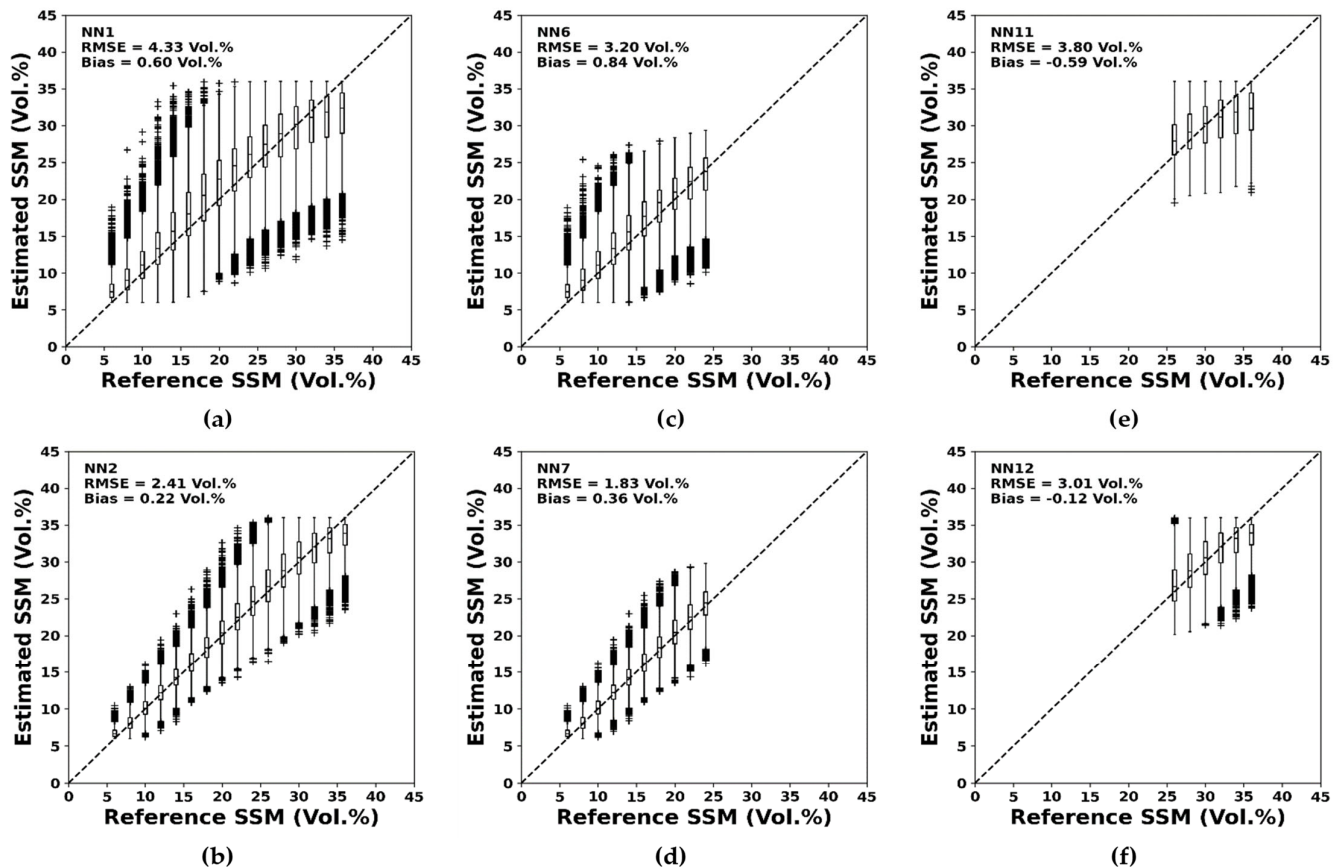 NN1
RMSE = 4.33 Vol.%
Bias = 0.60 Vol.%
Estimated SSM (Vol.%)
45
40
35
30
25
20
15
10
5
0
0 5 10 15 20 25 30 35 45
Reference SSM (Vol.%)
(a)
NN6
RMSE = 3.20 Vol.%
Bias = 0.84 Vol.%
Estimated SSM (Vol.%)
45
40
35
30
25
20
15
10
5
0
0 5 10 15 20 25 30 35 45
Reference SSM (Vol.%)
(c)
NN11
RMSE = 3.80 Vol.%
Bias = -0.59 Vol.%
Estimated SSM (Vol.%)
45
40
35
30
25
20
15
10
5
0
0 5 10 15 20 25 30 35 45
Reference SSM (Vol.%)
(e)
NN2
RMSE = 2.41 Vol.%
Bias = 0.22 Vol.%
Estimated SSM (Vol.%)
45
40
35
30
25
20
15
10
5
0
0 5 10 15 20 25 30 35 45
Reference SSM (Vol.%)
(b)
NN7
RMSE = 1.83 Vol.%
Bias = 0.36 Vol.%
Estimated SSM (Vol.%)
45
40
35
30
25
20
15
10
5
0
0 5 10 15 20 25 30 35 45
Reference SSM (Vol.%)
(d)
NN12
RMSE = 3.01 Vol.%
Bias = -0.12 Vol.%
Estimated SSM (Vol.%)
45
40
35
30
25
20
15
10
5
0
0 5 10 15 20 25 30 35 45
Reference SSM (Vol.%)
(f)